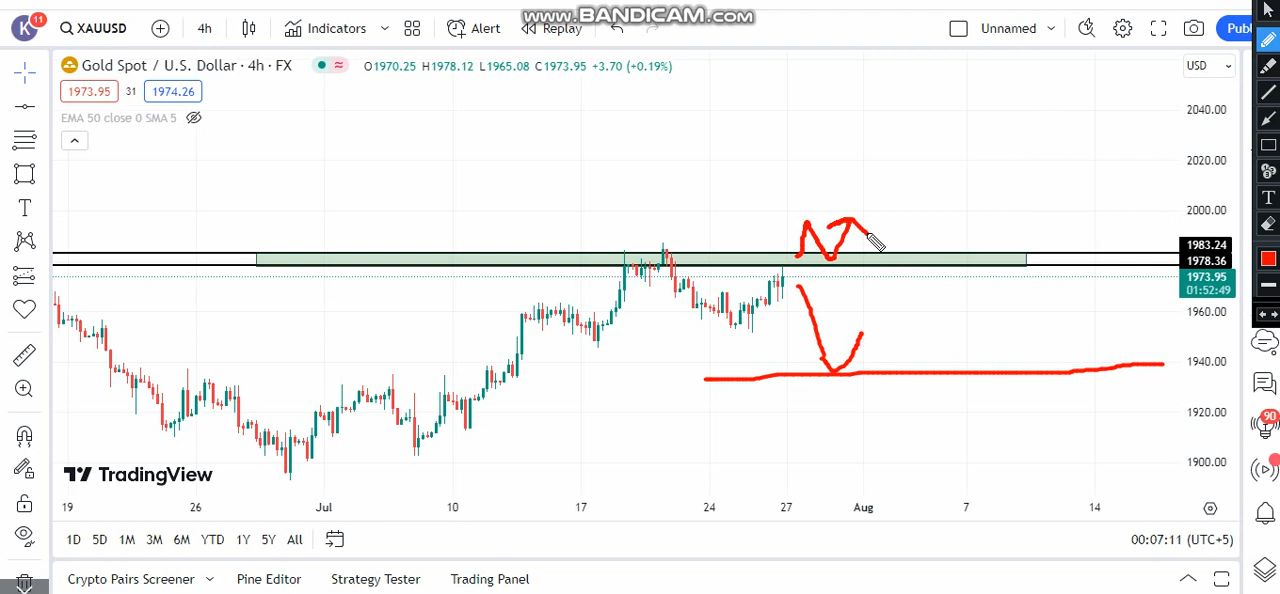 www.BANDICAM.com
K 11 XAUUSD 4h Indicators Alert Replay Unnamed Publ
Gold Spot / U.S. Dollar · 4h · FX O1970.25 H1978.12 L1965.08 C1973.95 +3.70 (+0.19%) USD
1973.95 31 1974.26
EMA 50 close 0 SMA 5
2040.00
2020.00
2000.00
1983.24
1978.36
1973.95
01:52:49
1960.00
1940.00
1920.00
1900.00
90
TradingView
19 26 Jul 10 17 24 27 Aug 7 14
1D 5D 1M 3M 6M YTD 1Y 5Y All 00:07:11 (UTC+5)
Crypto Pairs Screener Pine Editor Strategy Tester Trading Panel